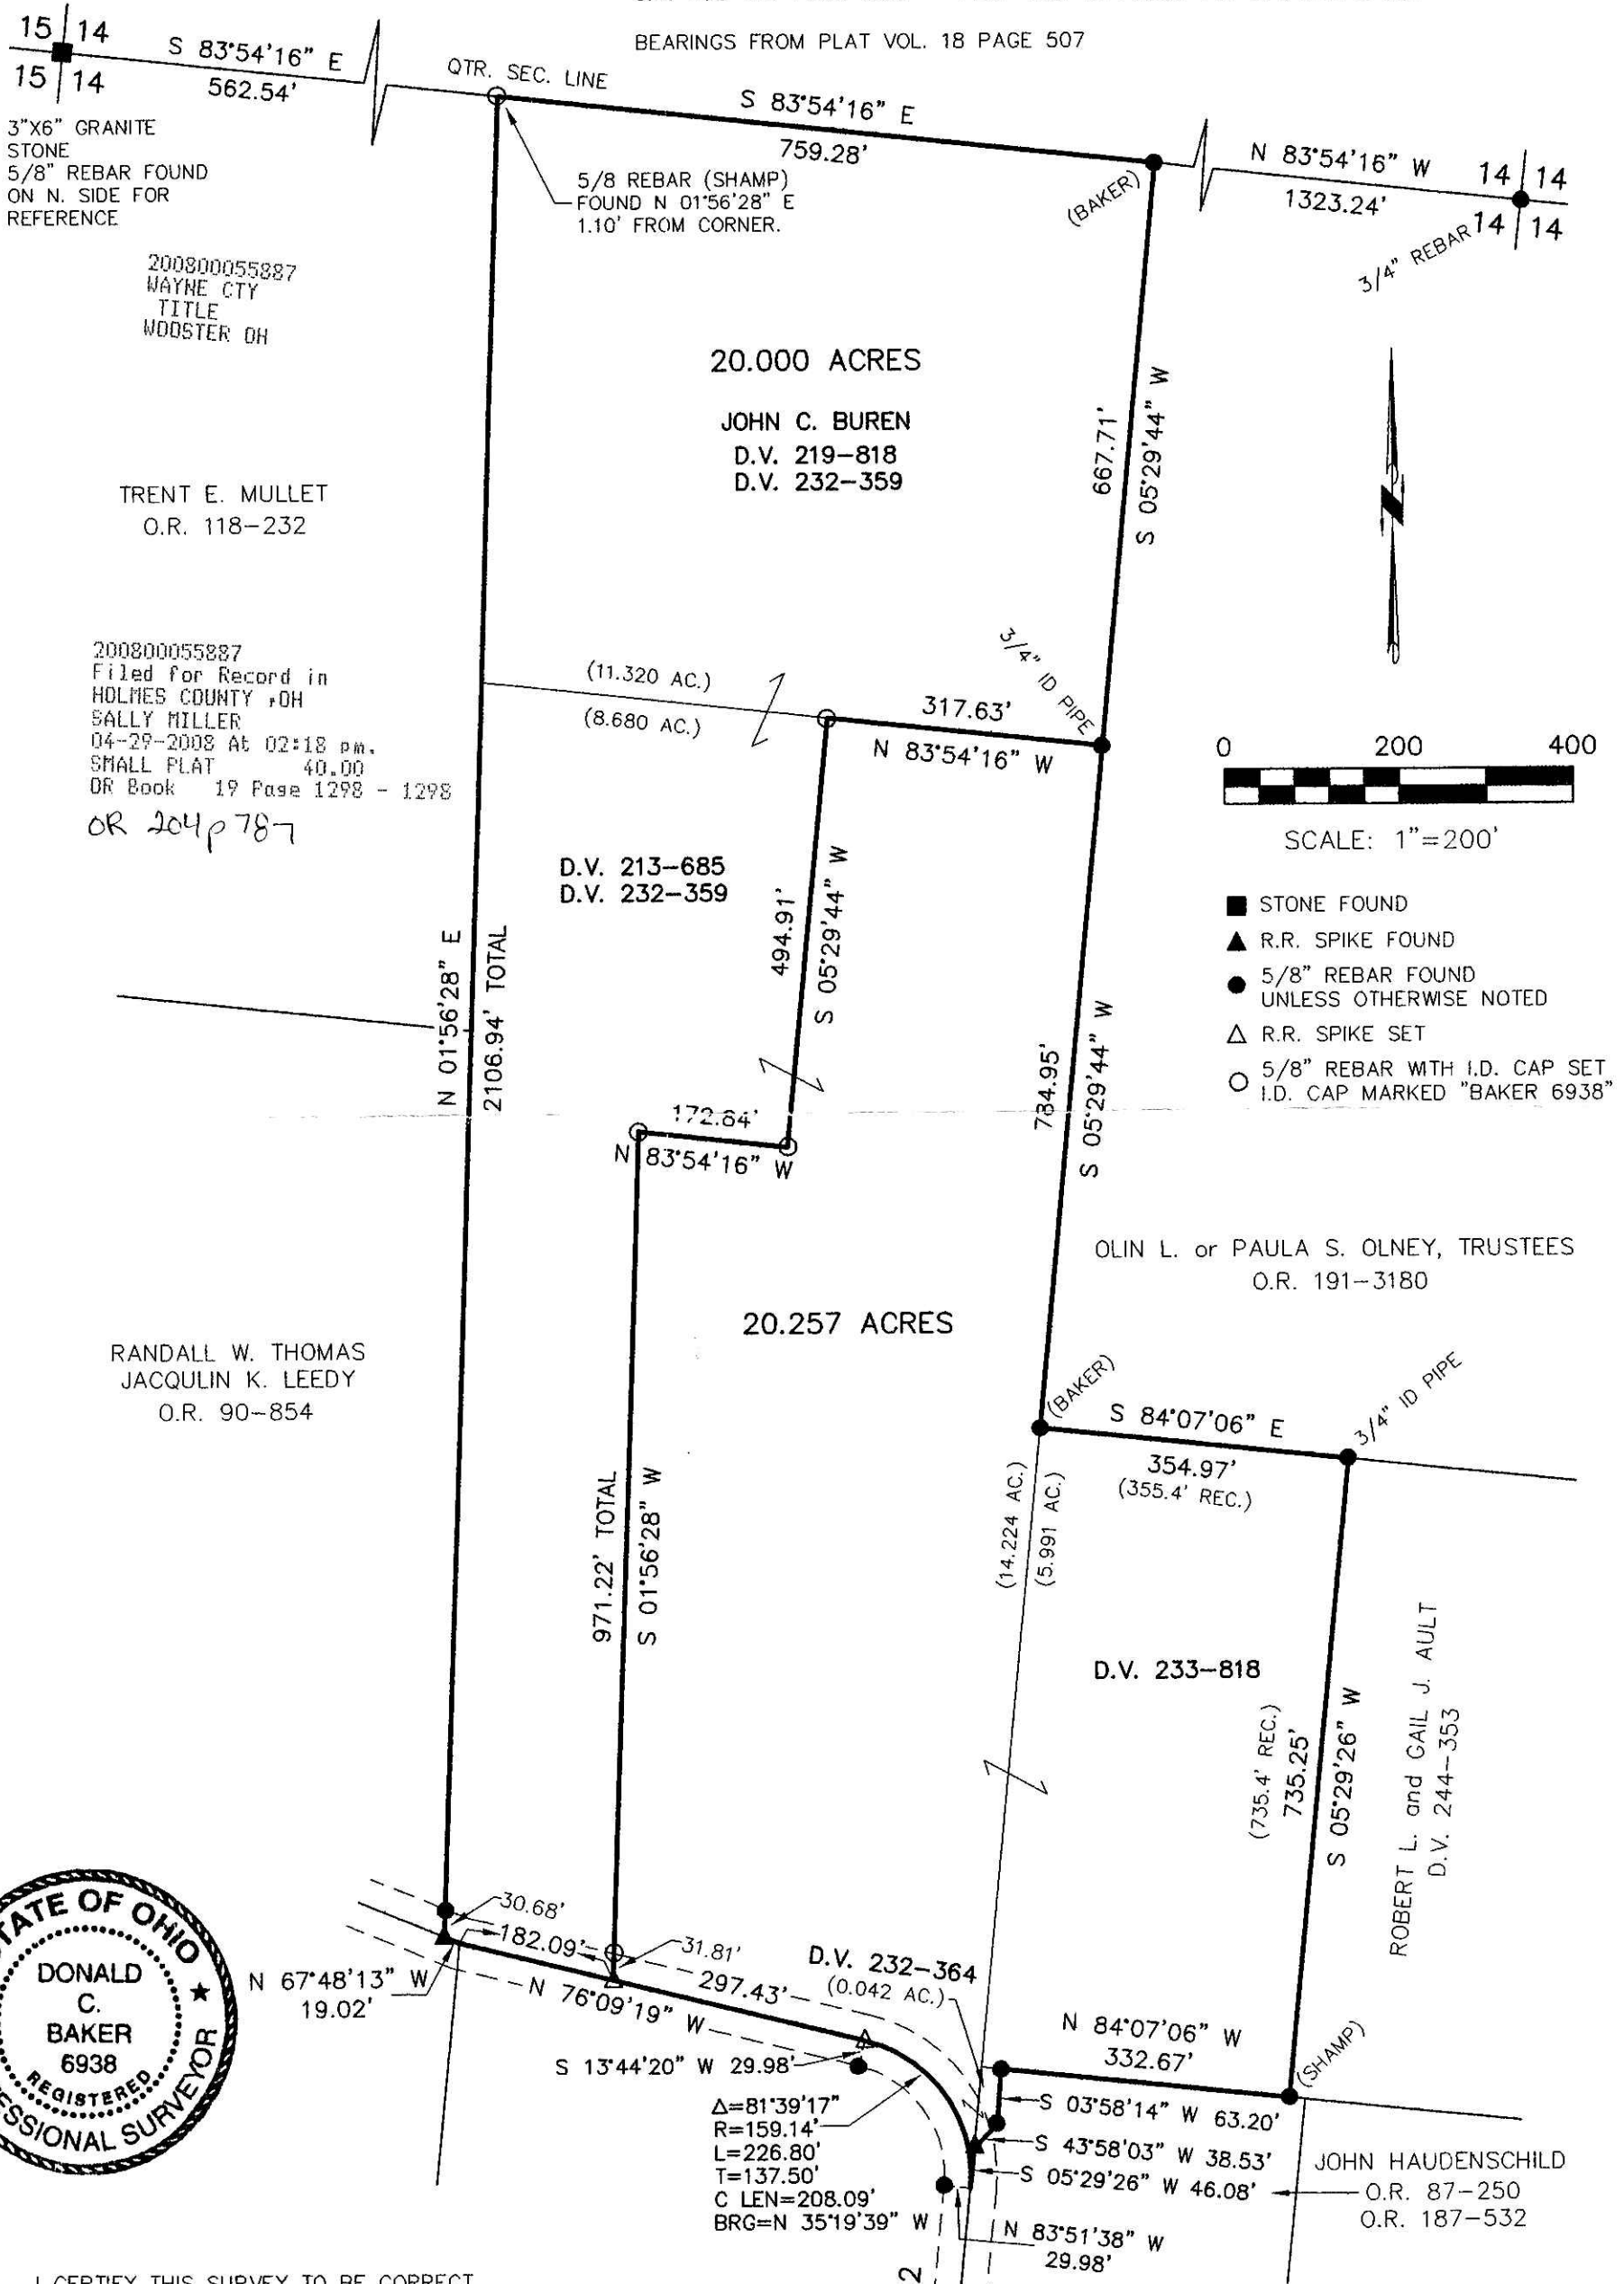 BEARINGS FROM PLAT VOL. 18 PAGE 507
15 | 14
15 | 14
S 83°54'16" E
562.54'
QTR. SEC. LINE
S 83°54'16" E
759.28'
N 83°54'16" W
1323.24'
14 | 14
14 | 14
3/4" REBAR
(BAKER)
3"X6" GRANITE
STONE
5/8" REBAR FOUND
ON N. SIDE FOR
REFERENCE
5/8 REBAR (SHAMP)
FOUND N 01°56'28" E
1.10' FROM CORNER.
200800055887
WAYNE CTY
TITLE
WOOSTER OH
20.000 ACRES
JOHN C. BUREN
D.V. 219-818
D.V. 232-359
667.71'
S 05°29'44" W
TRENT E. MULLET
O.R. 118-232
200800055887
Filed for Record in
HOLMES COUNTY ,OH
SALLY MILLER
04-29-2008 At 02:18 pm.
SMALL PLAT 40.00
OR Book 19 Page 1298 - 1298
OR 204p787
(11.320 AC.)
(8.680 AC.)
3/4" ID PIPE
317.63'
N 83°54'16" W
0 200 400
SCALE: 1"=200'
STONE FOUND
R.R. SPIKE FOUND
5/8" REBAR FOUND
UNLESS OTHERWISE NOTED
R.R. SPIKE SET
5/8" REBAR WITH I.D. CAP SET
I.D. CAP MARKED "BAKER 6938"
D.V. 213-685
D.V. 232-359
494.91'
S 05°29'44" W
N 01°56'28" E
2106.94' TOTAL
784.95'
S 05°29'44" W
172.84'
N 83°54'16" W
OLIN L. or PAULA S. OLNEY, TRUSTEES
O.R. 191-3180
20.257 ACRES
RANDALL W. THOMAS
JACQULIN K. LEEDY
O.R. 90-854
(BAKER)
S 84°07'06" E
354.97'
(355.4' REC.)
3/4" ID PIPE
971.22' TOTAL
S 01°56'28" W
(14.224 AC.)
(5.991 AC.)
D.V. 233-818
(735.4' REC.)
735.25'
S 05°29'26" W
ROBERT L. and GAIL J. AULT
D.V. 244-353
STATE OF OHIO
DONALD
C.
BAKER
6938
REGISTERED
SURVEYOR
30.68'
182.09'
31.81'
297.43'
N 67°48'13" W
19.02'
N 76°09'19" W
D.V. 232-364
(0.042 AC.)
S 13°44'20" W 29.98'
N 84°07'06" W
332.67'
(SHAMP)
Δ=81°39'17"
R=159.14'
L=226.80'
T=137.50'
C LEN=208.09'
BRG=N 35°19'39" W
S 03°58'14" W 63.20'
S 43°58'03" W 38.53'
S 05°29'26" W 46.08'
N 83°51'38" W
29.98'
JOHN HAUDENSCHILD
O.R. 87-250
O.R. 187-532
2
I CERTIFY THIS SURVEY TO BE CORRECT